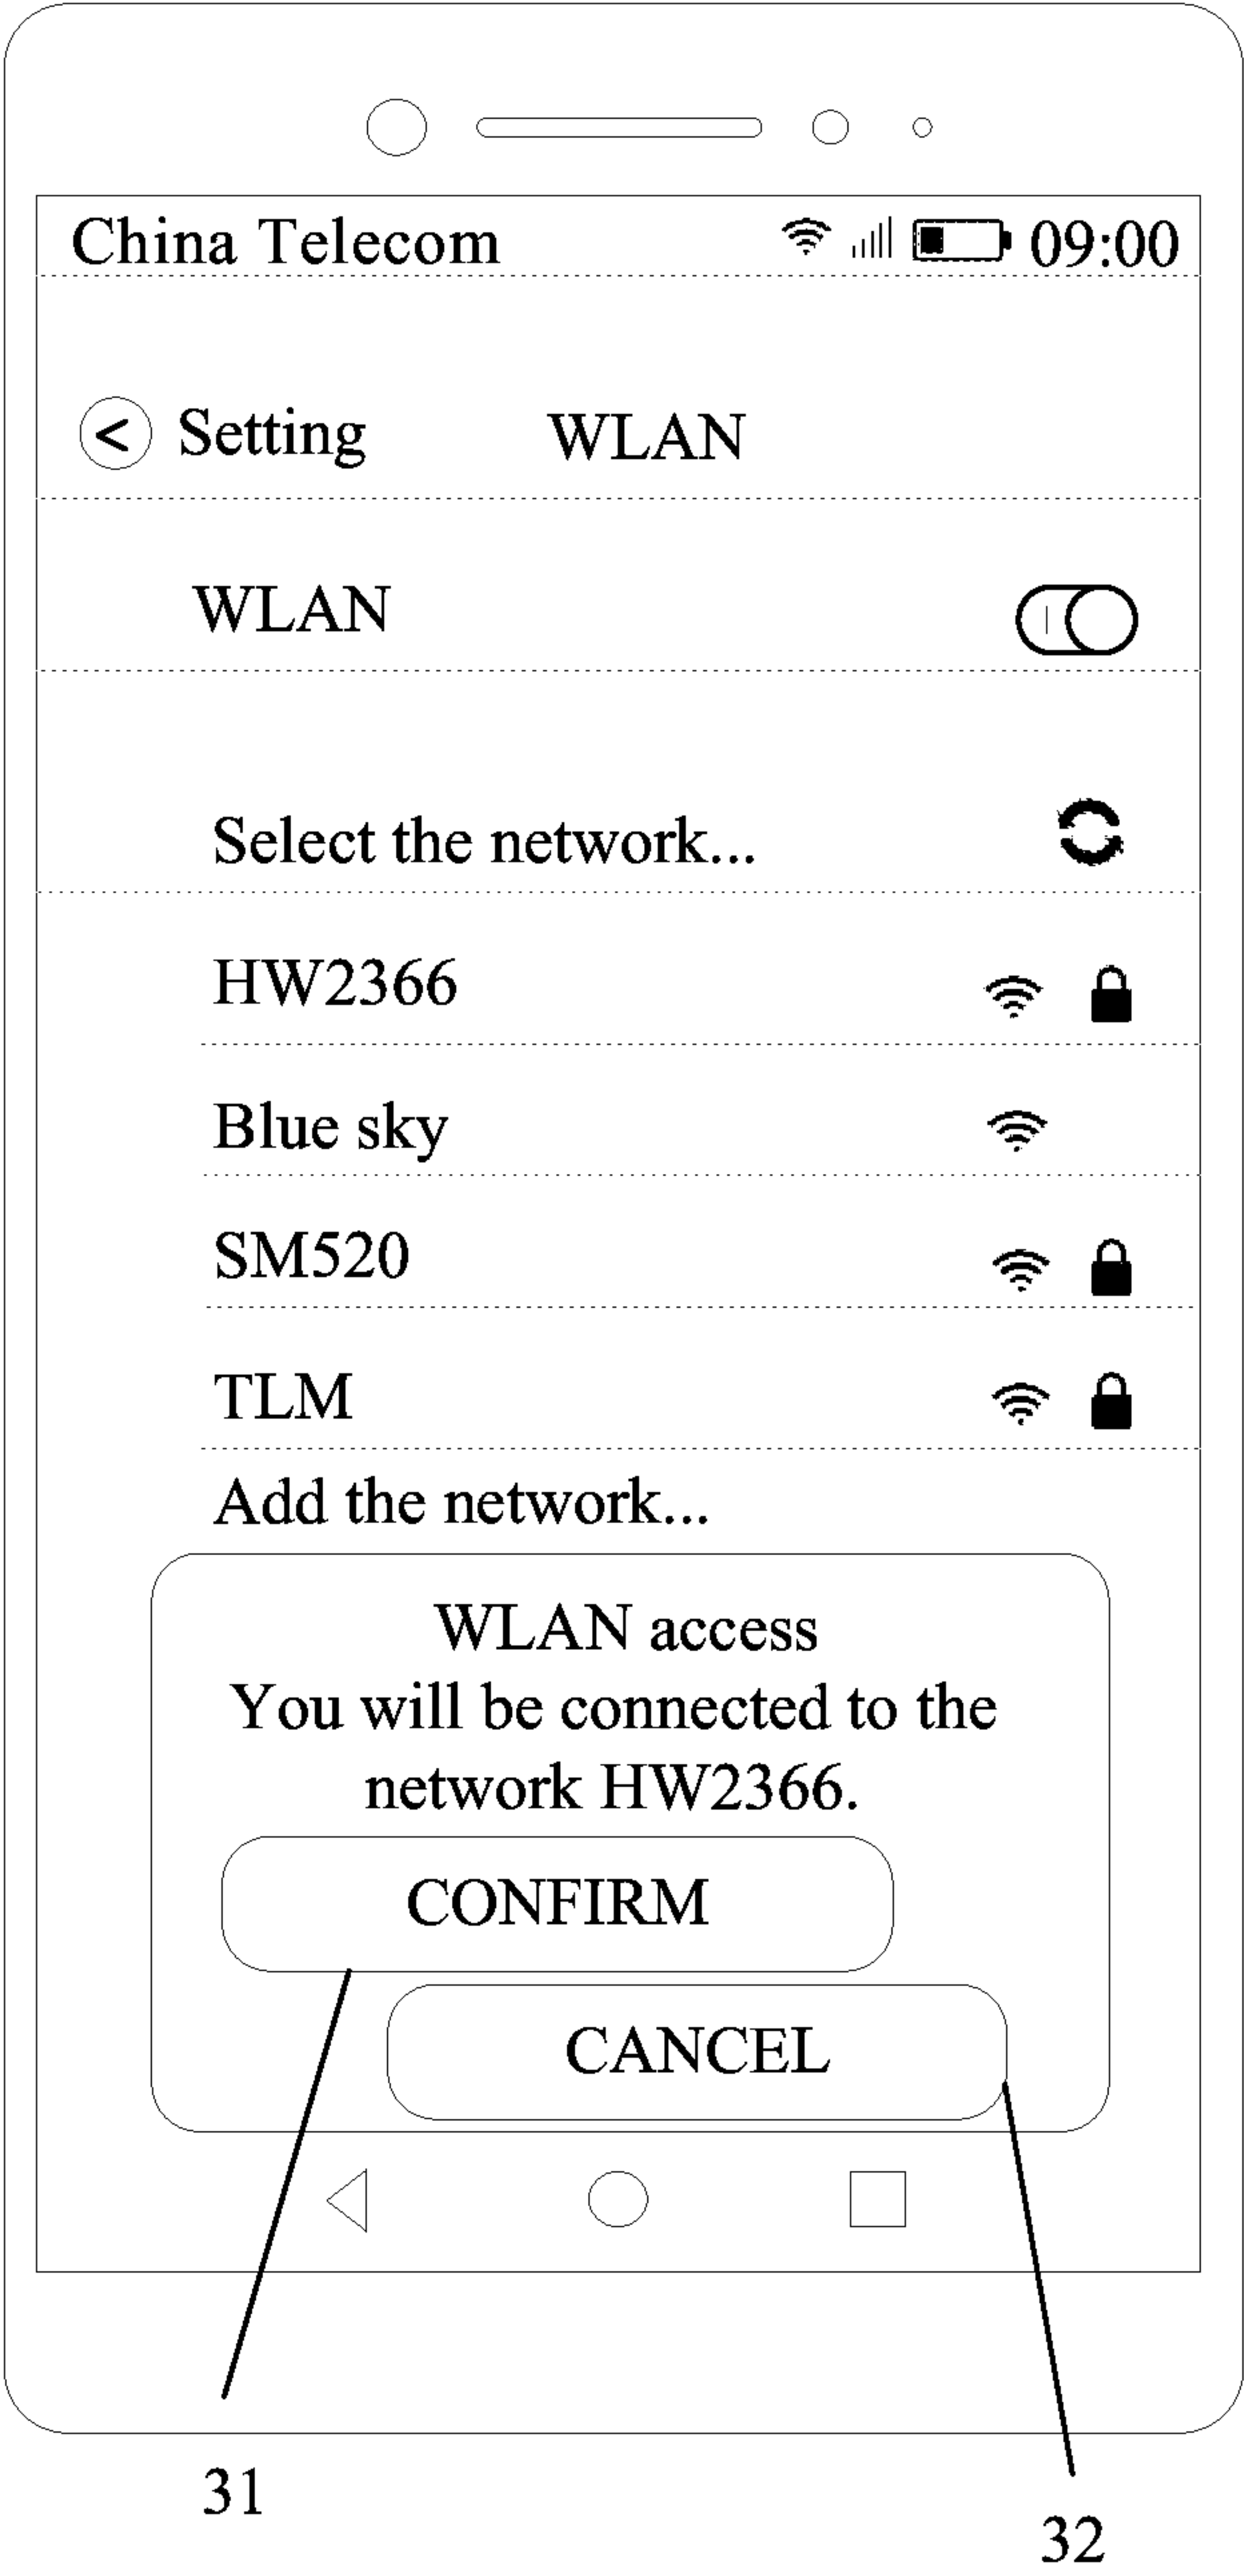 China Telecom 09:00
< Setting WLAN
WLAN
Select the network...
HW2366
Blue sky
SM520
TLM
Add the network...
WLAN access
You will be connected to the
network HW2366.
CONFIRM
CANCEL
31
32